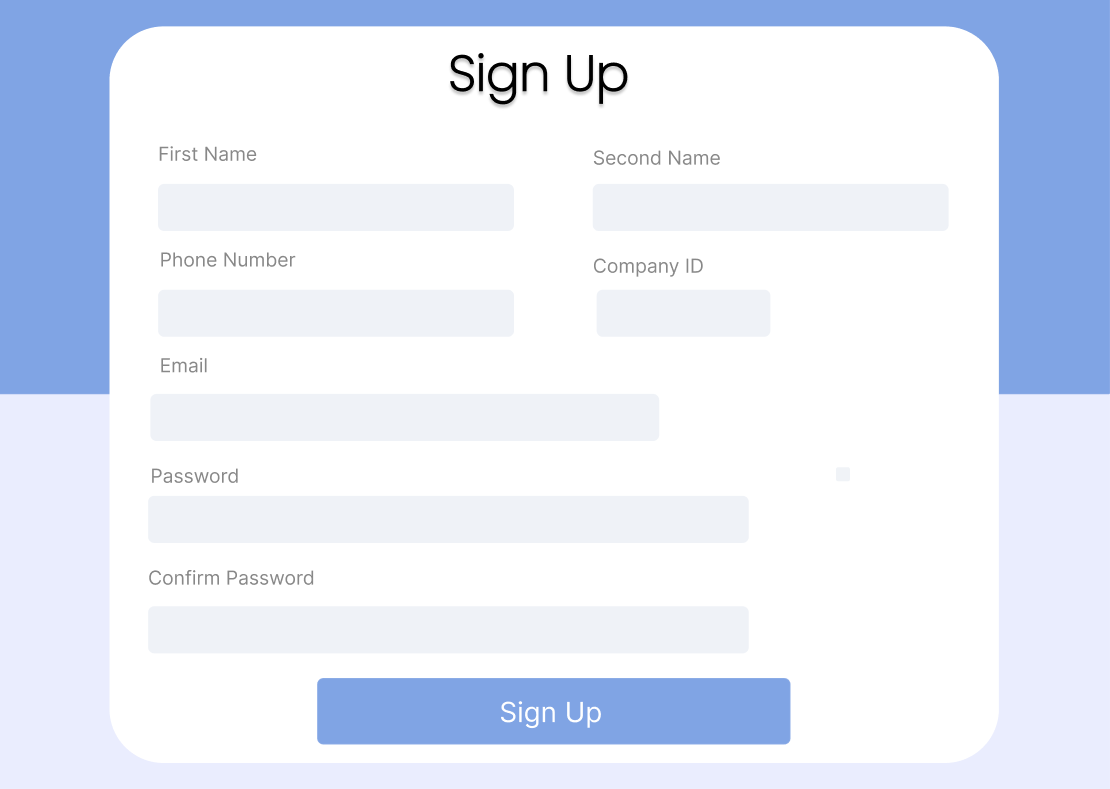 Sign Up
First Name
Second Name
Phone Number
Company ID
Email
Password
Confirm Password
Sign Up